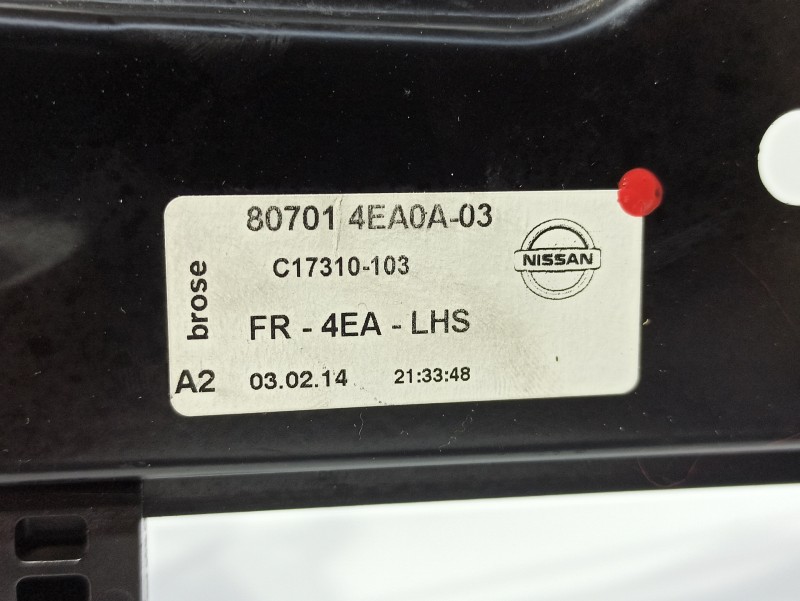 80701 4EA0A-03
C17310-103
NISSAN
brose
FR - 4EA - LHS
A2 03.02.14 21:33:48